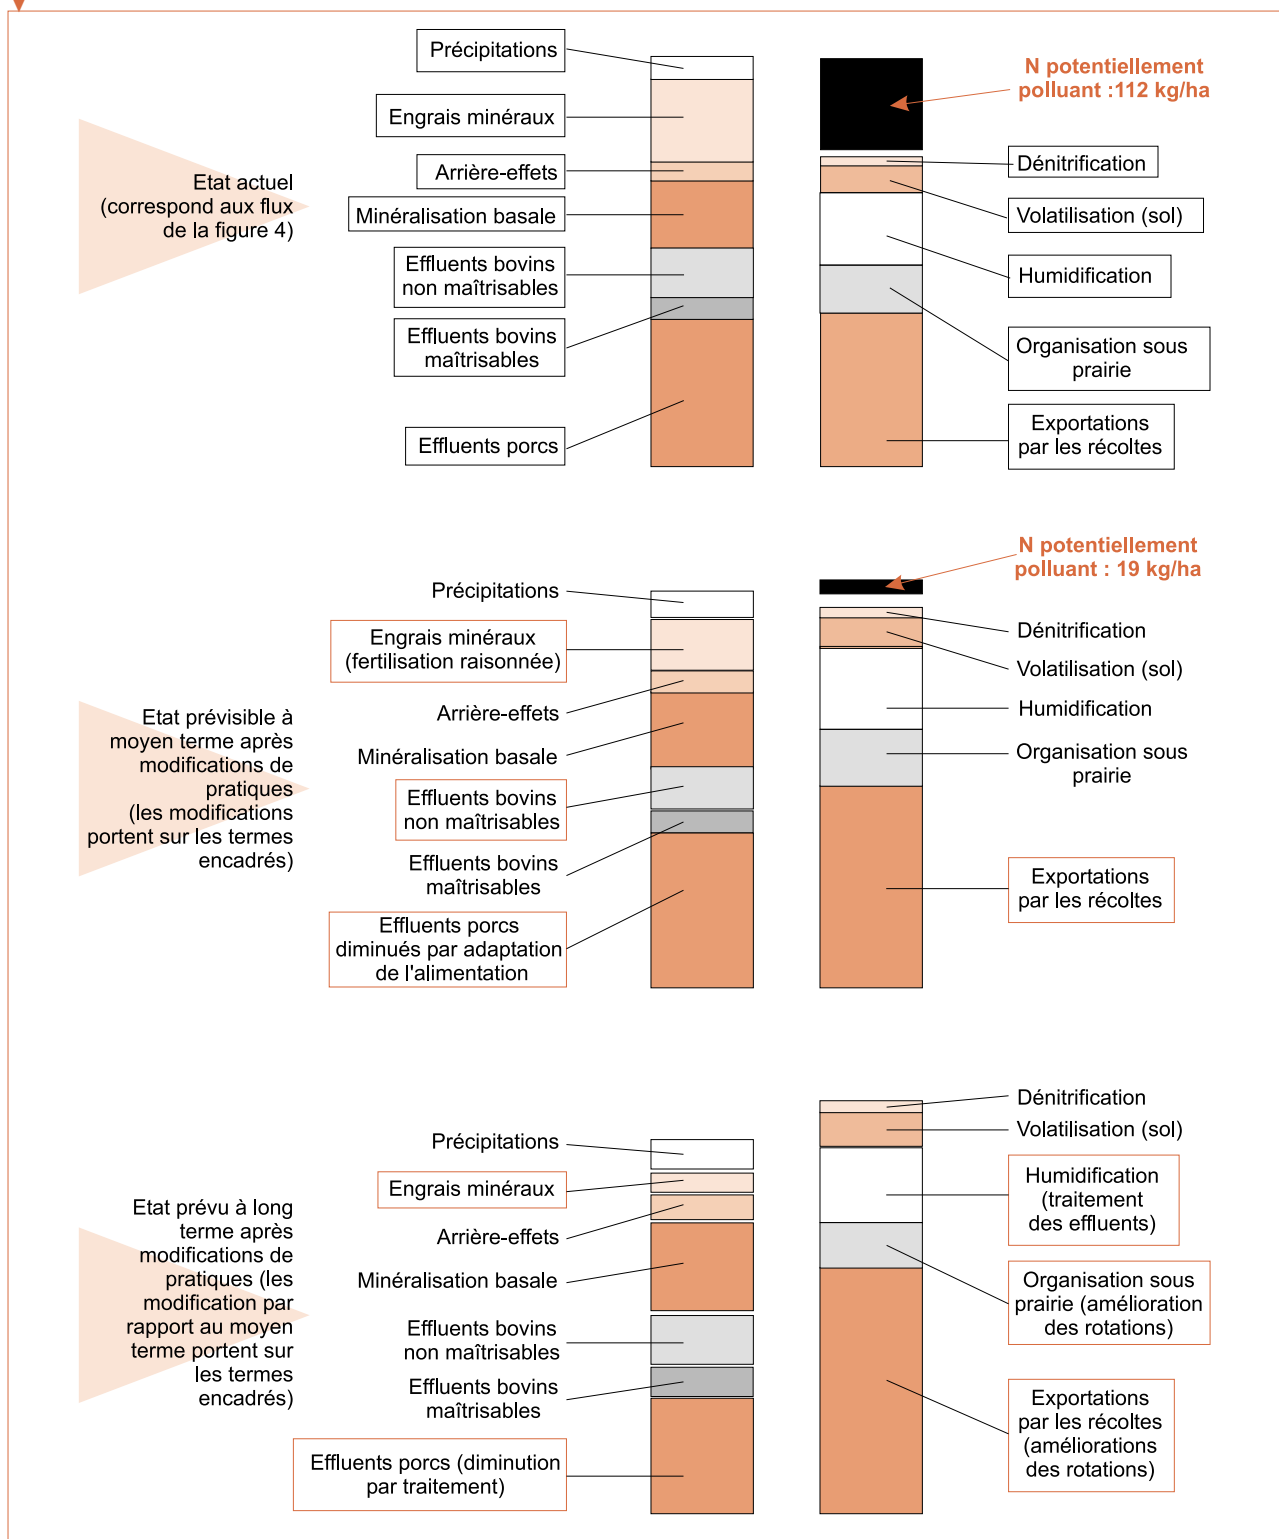 Précipitations
Engrais minéraux
Arrière-effets
Minéralisation basale
Effluents bovins
non maîtrisables
Effluents bovins
maîtrisables
Effluents porcs
Etat actuel
(correspond aux flux
de la figure 4)
N potentiellement
polluant :112 kg/ha
Dénitrification
Volatilisation (sol)
Humidification
Organisation sous
prairie
Exportations
par les récoltes
Précipitations
Engrais minéraux
(fertilisation raisonnée)
Arrière-effets
Minéralisation basale
Effluents bovins
non maîtrisables
Effluents bovins
maîtrisables
Effluents porcs
diminués par adaptation
de l'alimentation
Etat prévisible à
moyen terme après
modifications de
pratiques
(les modifications
portent sur les termes
encadrés)
N potentiellement
polluant : 19 kg/ha
Dénitrification
Volatilisation (sol)
Humidification
Organisation sous
prairie
Exportations
par les récoltes
Précipitations
Engrais minéraux
Arrière-effets
Minéralisation basale
Effluents bovins
non maîtrisables
Effluents bovins
maîtrisables
Effluents porcs (diminution
par traitement)
Etat prévu à long
terme après
modifications de
pratiques (les
modification par
rapport au moyen
terme portent sur
les termes
encadrés)
Dénitrification
Volatilisation (sol)
Humidification
(traitement
des effluents)
Organisation sous
prairie (amélioration
des rotations)
Exportations
par les récoltes
(améliorations
des rotations)